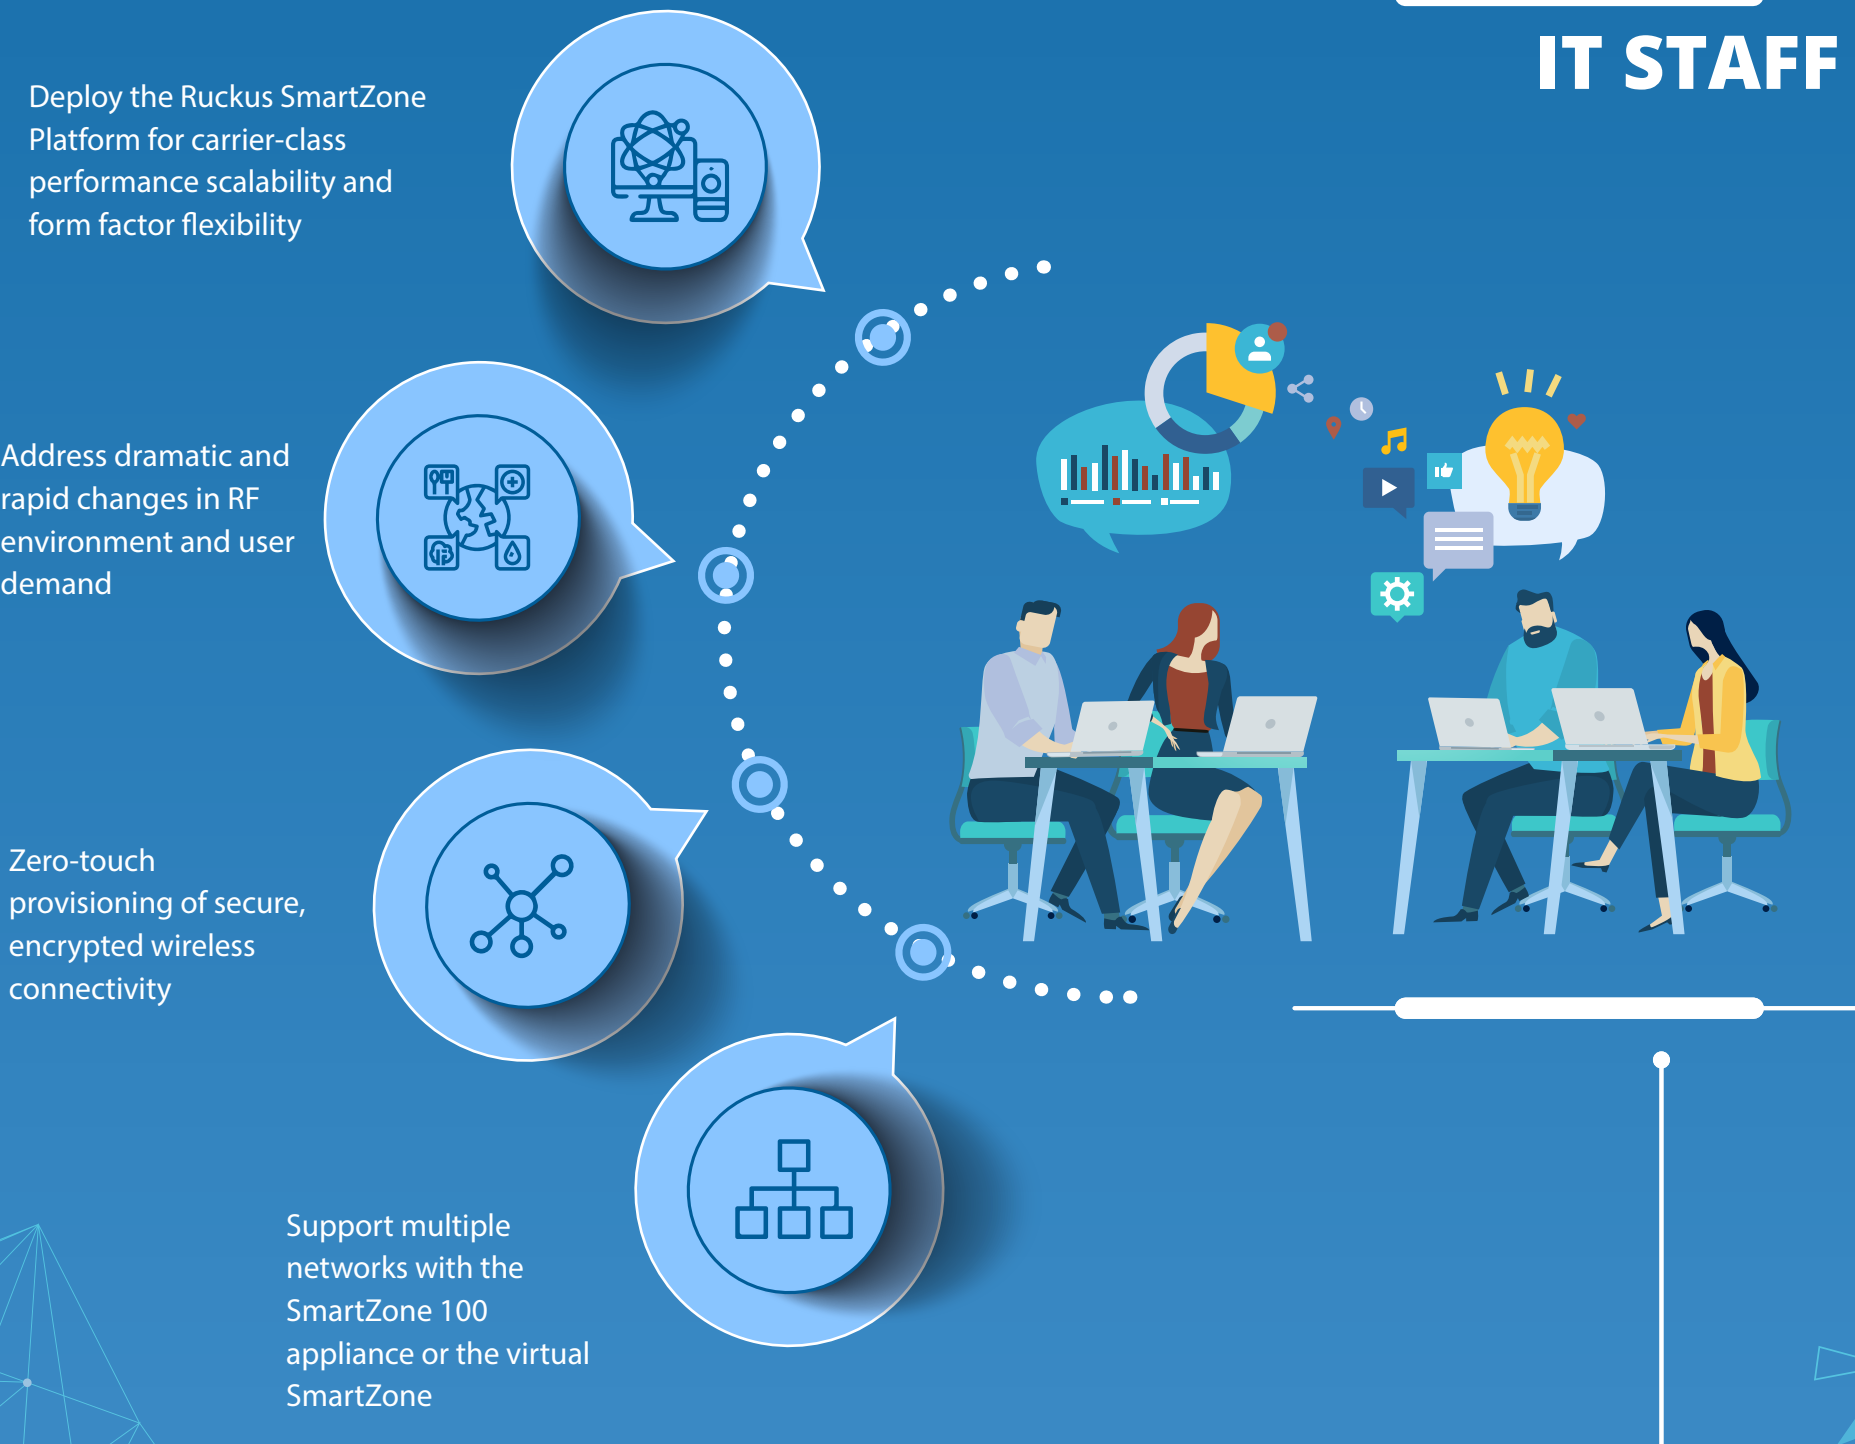 IT STAFF
Deploy the Ruckus SmartZone
Platform for carrier-class
performance scalability and
form factor flexibility
Address dramatic and
rapid changes in RF
environment and user
demand
Zero-touch
provisioning of secure,
encrypted wireless
connectivity
Support multiple
networks with the
SmartZone 100
appliance or the virtual
SmartZone